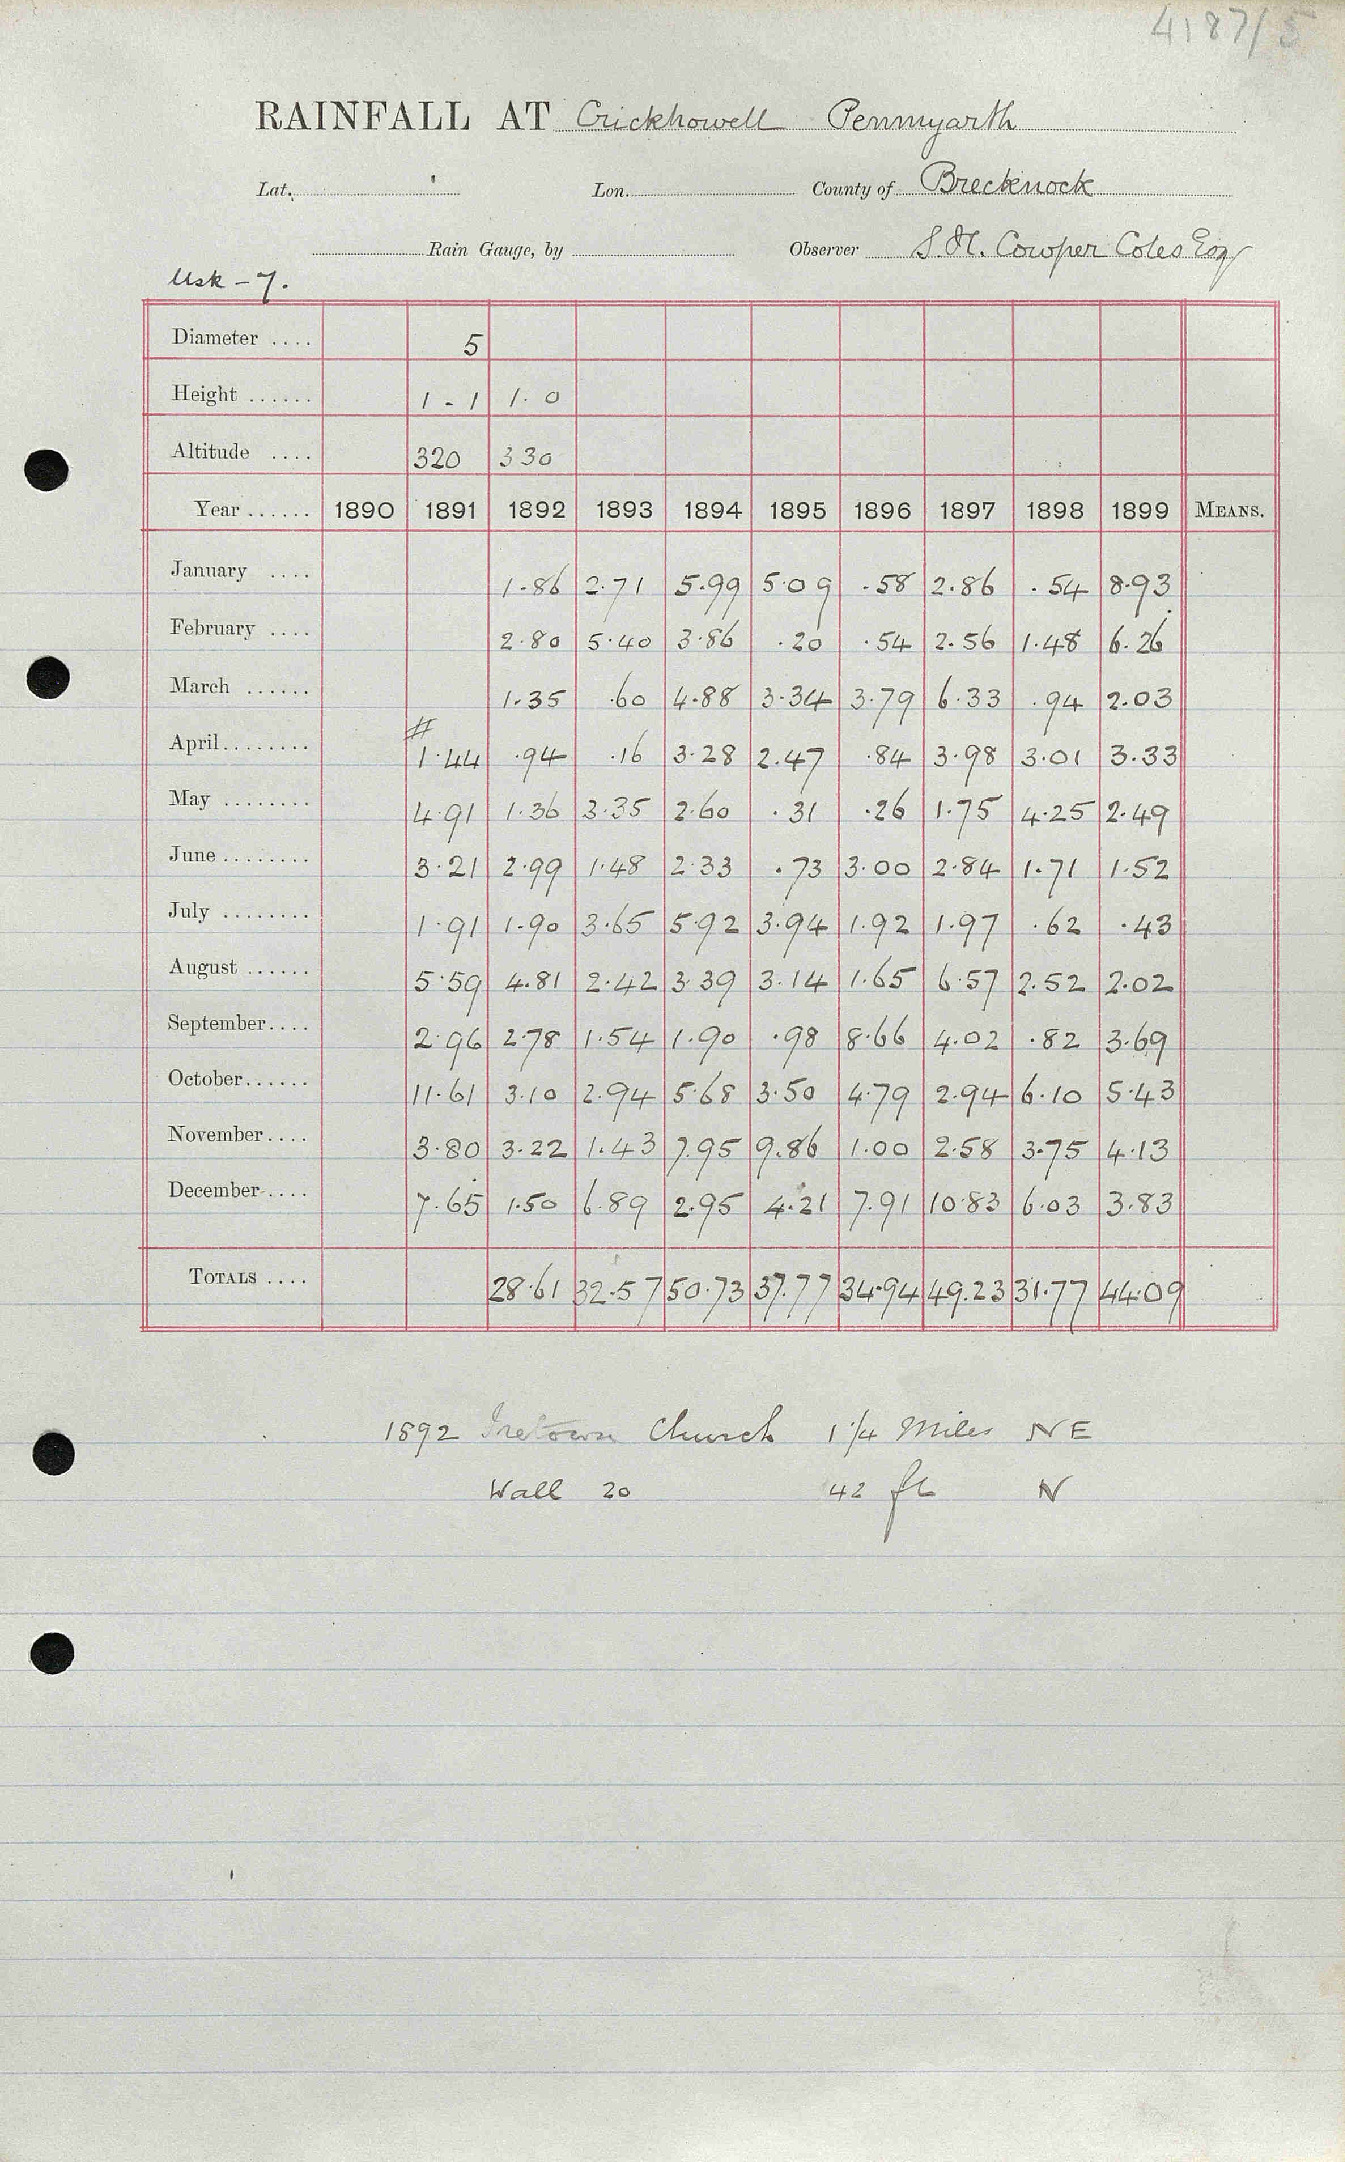 4187/5
RAINFALL AT Crickhowell Penmyarth
Lat. Lon. County of Brecknock
Rain Gauge, by Observer S. H. Cowper Coles Esq
Usk - 7.
Diameter .... 5
Height ...... 1 - 1 1. 0
Altitude .... 320 330
Year ...... 1890 1891 1892 1893 1894 1895 1896 1897 1898 1899 MEANS.
January .... 1.86 2.71 5.99 5.09 .58 2.86 .54 8.93
February .... 2.80 5.40 3.86 .20 .54 2.56 1.48 6.26
March ...... 1.35 .60 4.88 3.34 3.79 6.33 .94 2.03
#
April........ 1.44 .94 .16 3.28 2.47 .84 3.98 3.01 3.33
May ........ 4.91 1.36 3.35 2.60 .31 .26 1.75 4.25 2.49
June ........ 3.21 2.99 1.48 2.33 .73 3.00 2.84 1.71 1.52
July ........ 1.91 1.90 3.65 5.92 3.94 1.92 1.97 .62 .43
August ...... 5.59 4.81 2.42 3.39 3.14 1.65 6.57 2.52 2.02
September.... 2.96 2.78 1.54 1.90 .98 8.66 4.02 .82 3.69
October...... 11.61 3.10 2.94 5.68 3.50 4.79 2.94 6.10 5.43
November.... 3.80 3.22 1.43 7.95 9.86 1.00 2.58 3.75 4.13
December..... 7.65 1.50 6.89 2.95 4.21 7.91 10.83 6.03 3.83
TOTALS .... 28.61 32.57 50.73 37.77 34.94 49.23 31.77 44.09
1892 Church 1 1/4 Miles NE
Wall 20 42 ft N